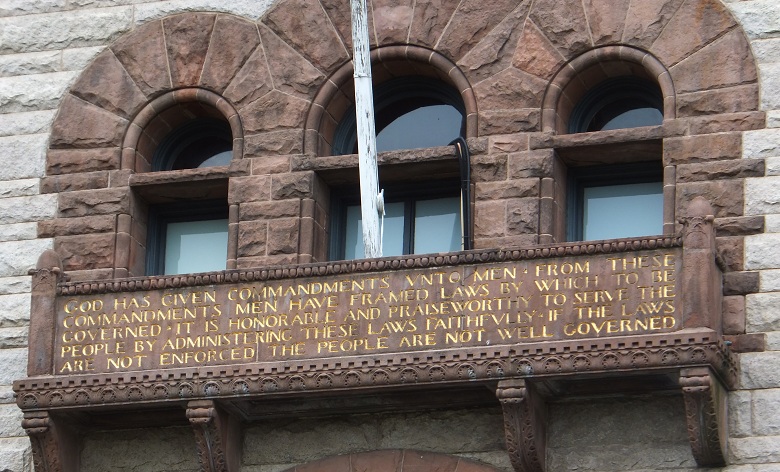 GOD HAS GIVEN COMMANDMENTS VNTO MEN · FROM THESE
COMMANDMENTS MEN HAVE FRAMED LAWS BY WHICH TO BE
GOVERNED · IT IS HONORABLE AND PRAISEWORTHY TO SERVE THE
PEOPLE BY ADMINISTERING THESE LAWS FAITHFVLLY · IF THE LAWS
ARE NOT ENFORCED THE PEOPLE ARE NOT WELL GOVERNED